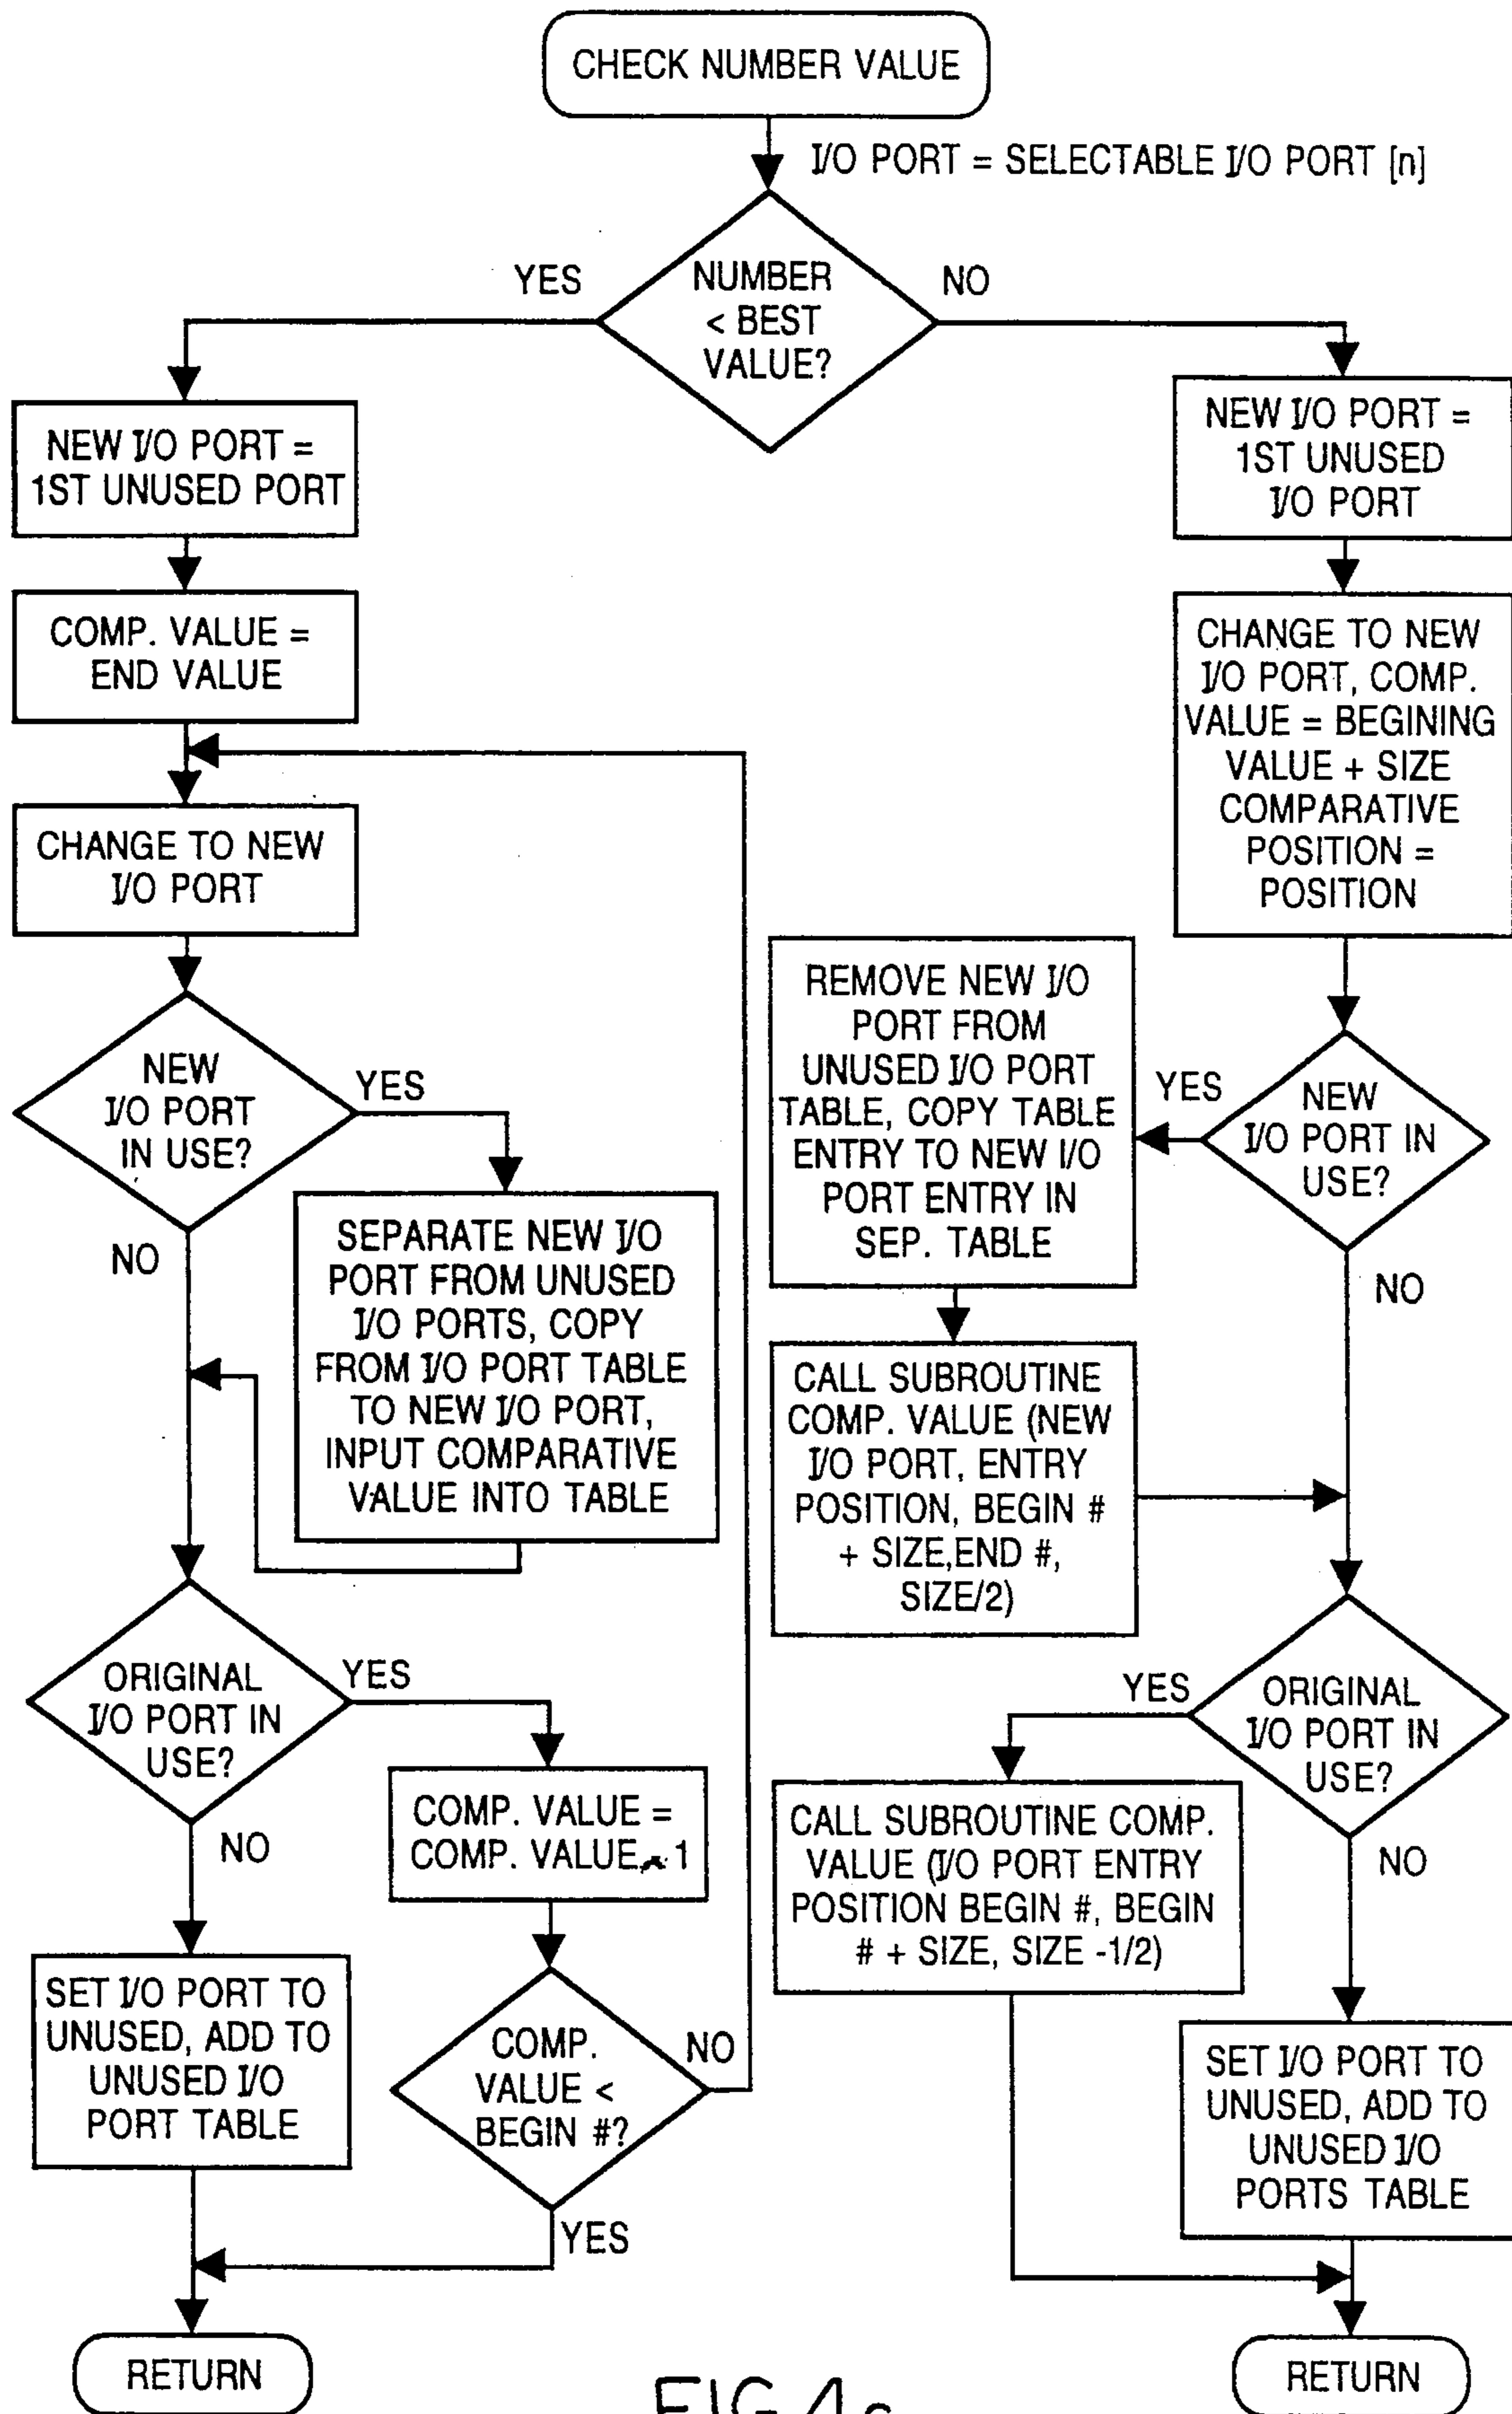 CHECK NUMBER VALUE
I/O PORT = SELECTABLE I/O PORT [n]
NUMBER
< BEST
VALUE?
YES
NO
NEW I/O PORT =
1ST UNUSED PORT
COMP. VALUE =
END VALUE
CHANGE TO NEW
I/O PORT
NEW
I/O PORT
IN USE?
YES
NO
SEPARATE NEW I/O
PORT FROM UNUSED
I/O PORTS, COPY
FROM I/O PORT TABLE
TO NEW I/O PORT,
INPUT COMPARATIVE
VALUE INTO TABLE
ORIGINAL
I/O PORT IN
USE?
YES
NO
COMP. VALUE =
COMP. VALUE 1
SET I/O PORT TO
UNUSED, ADD TO
UNUSED I/O
PORT TABLE
COMP.
VALUE <
BEGIN #?
NO
YES
RETURN
NEW I/O PORT =
1ST UNUSED
I/O PORT
CHANGE TO NEW
I/O PORT, COMP.
VALUE = BEGINING
VALUE + SIZE
COMPARATIVE
POSITION =
POSITION
NEW
I/O PORT IN
USE?
YES
NO
REMOVE NEW I/O
PORT FROM
UNUSED I/O PORT
TABLE, COPY TABLE
ENTRY TO NEW I/O
PORT ENTRY IN
SEP. TABLE
CALL SUBROUTINE
COMP. VALUE (NEW
I/O PORT, ENTRY
POSITION, BEGIN #
+ SIZE,END #,
SIZE/2)
ORIGINAL
I/O PORT IN
USE?
YES
NO
CALL SUBROUTINE COMP.
VALUE (I/O PORT ENTRY
POSITION BEGIN #, BEGIN
# + SIZE, SIZE -1/2)
SET I/O PORT TO
UNUSED, ADD TO
UNUSED I/O
PORTS TABLE
RETURN
FIG.4c